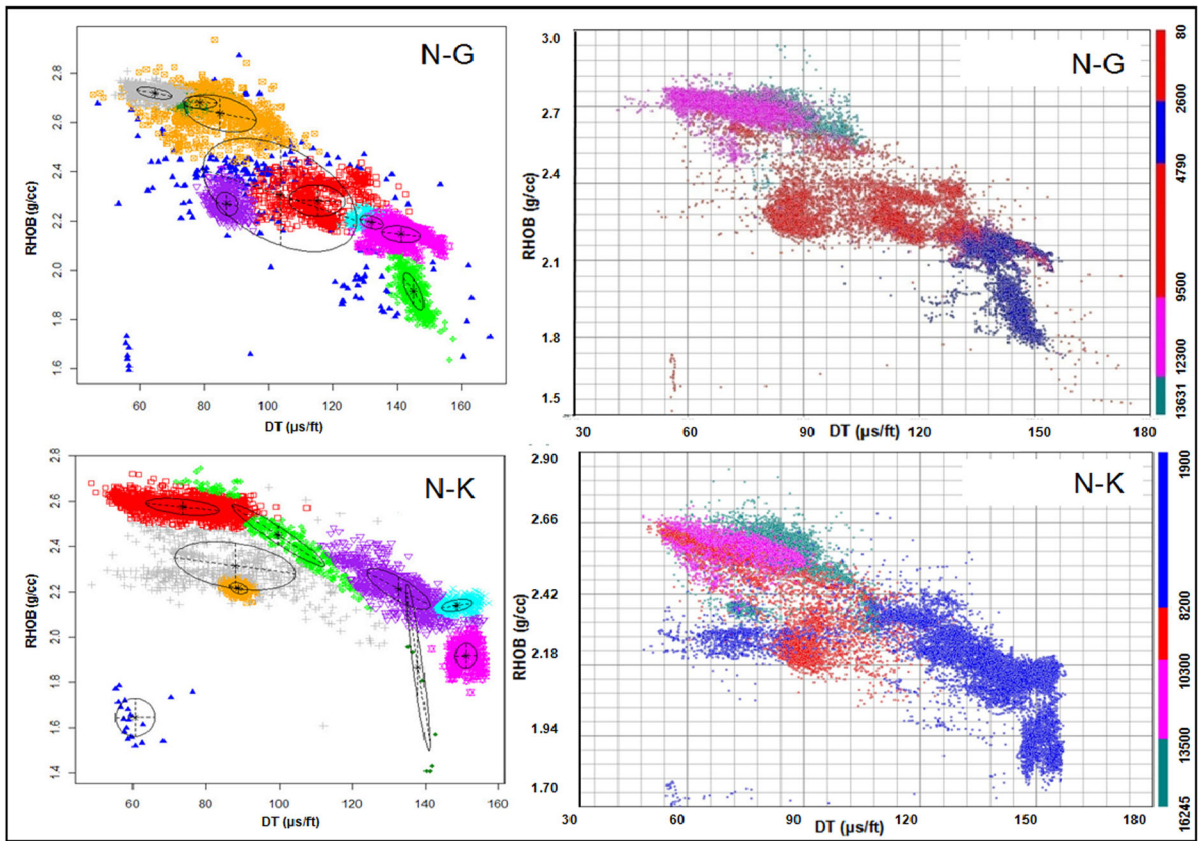 N-G
2.8
2.6
2.4
2.2
2.0
1.8
1.6
RHOB (g/cc)
60 80 100 120 140 160
DT (µs/ft)
N-G
3.0
2.7
2.4
2.1
1.8
1.5
RHOB (g/cc)
30 60 90 120 150 180
DT (µs/ft)
80
2600
4790
9500
12300
13631
N-K
2.8
2.6
2.4
2.2
2.0
1.8
1.6
1.4
RHOB (g/cc)
60 80 100 120 140 160
DT (µs/ft)
N-K
2.90
2.66
2.42
2.18
1.94
1.70
RHOB (g/cc)
30 60 90 120 150 180
DT (µs/ft)
1900
8200
10300
13500
16245